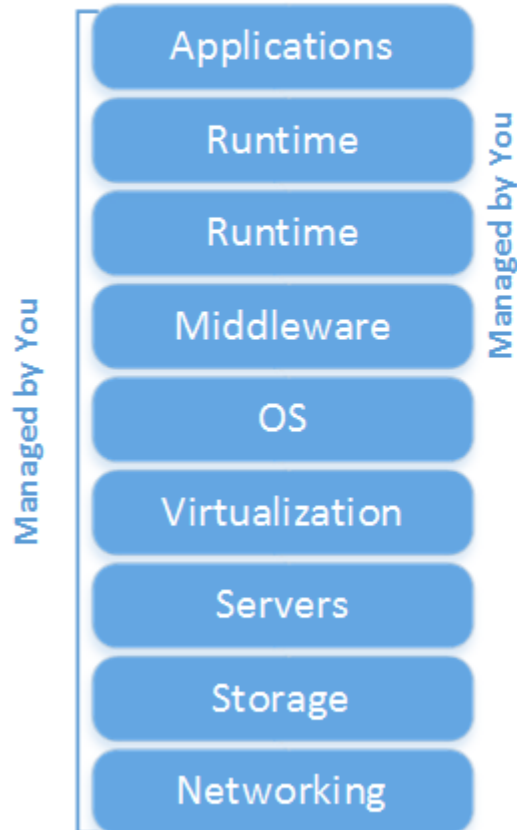 Managed by You
Applications
Runtime
Runtime
Middleware
OS
Virtualization
Servers
Storage
Networking
Managed by You